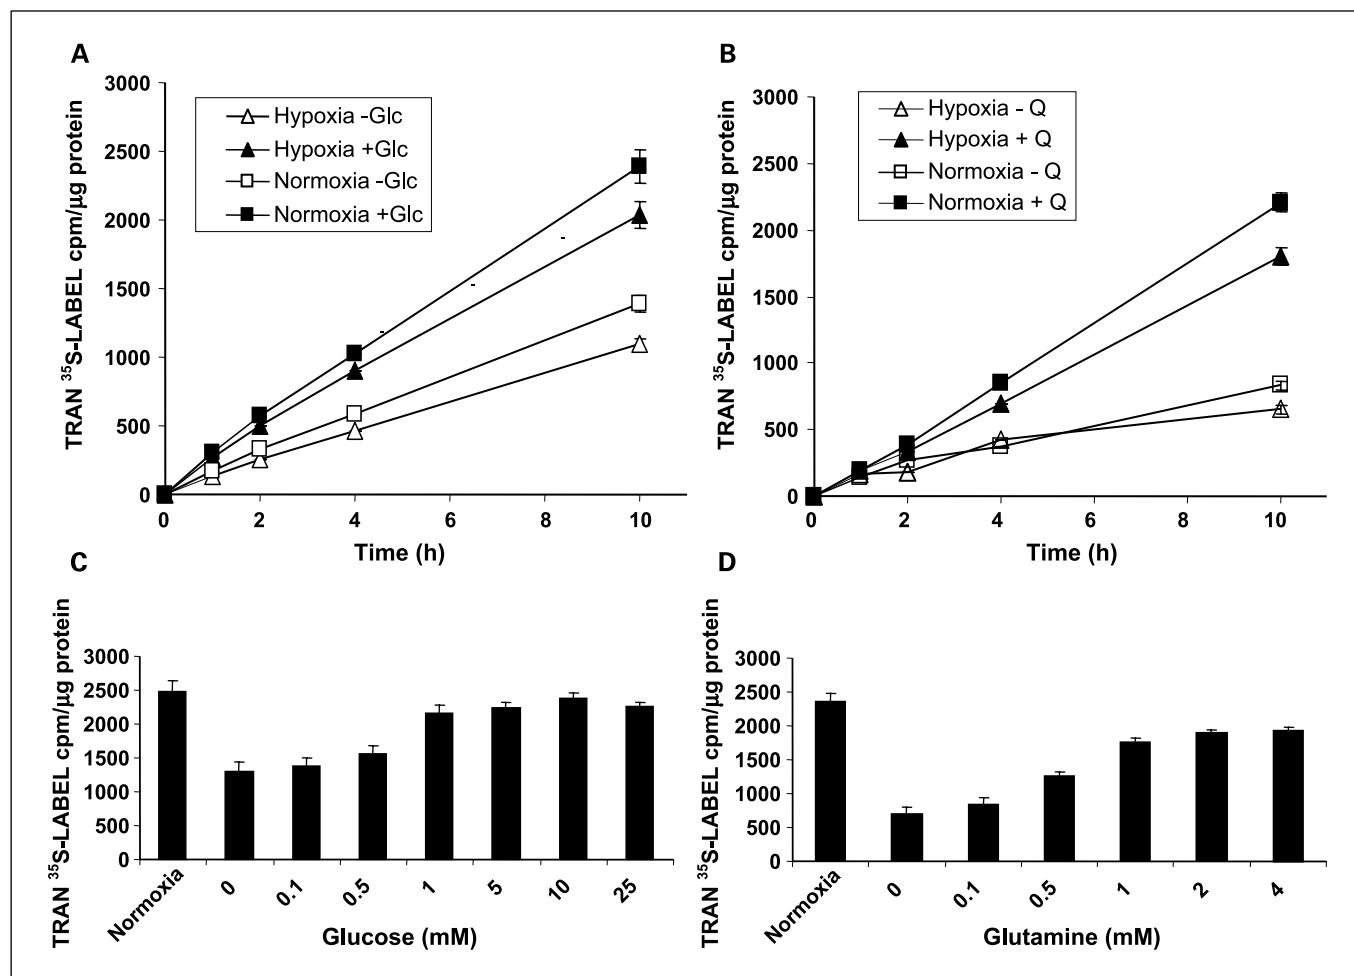 A
TRAN ³⁵S-LABEL cpm/µg protein
3000
2500
2000
1500
1000
500
0
Hypoxia -Glc
Hypoxia +Glc
Normoxia -Glc
Normoxia +Glc
0 2 4 6 8 10
Time (h)
B
TRAN ³⁵S-LABEL cpm/µg protein
3000
2500
2000
1500
1000
500
0
Hypoxia - Q
Hypoxia + Q
Normoxia - Q
Normoxia + Q
0 2 4 6 8 10
Time (h)
C
TRAN ³⁵S-LABEL cpm/µg protein
3000
2500
2000
1500
1000
500
0
Normoxia 0 0.1 0.5 1 5 10 25
Glucose (mM)
D
TRAN ³⁵S-LABEL cpm/µg protein
3000
2500
2000
1500
1000
500
0
Normoxia 0 0.1 0.5 1 2 4
Glutamine (mM)